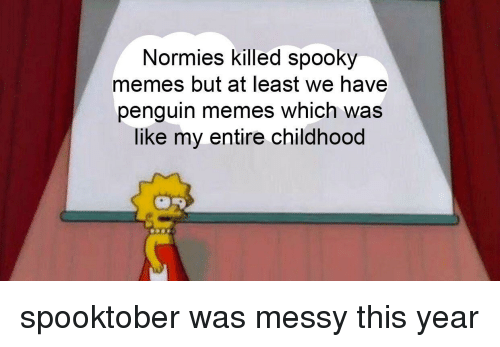 Normies killed spooky
memes but at least we have
penguin memes which was
like my entire childhood
spooktober was messy this year